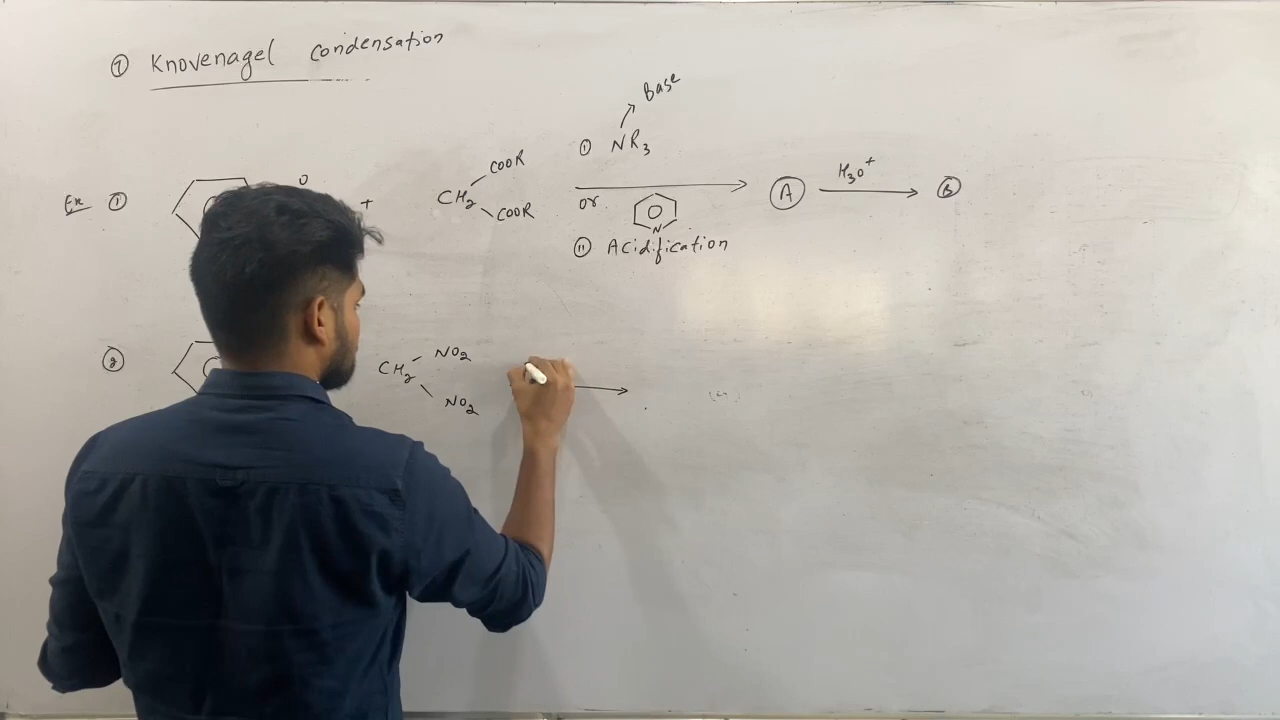 ① Knovenagel condensation
Base
① NR₃
Ex ① O + CH₂ COOR COOR or N Ⓐ H₃O⁺ Ⓑ
⑪ Acidification
② CH₂ NO₂ NO₂